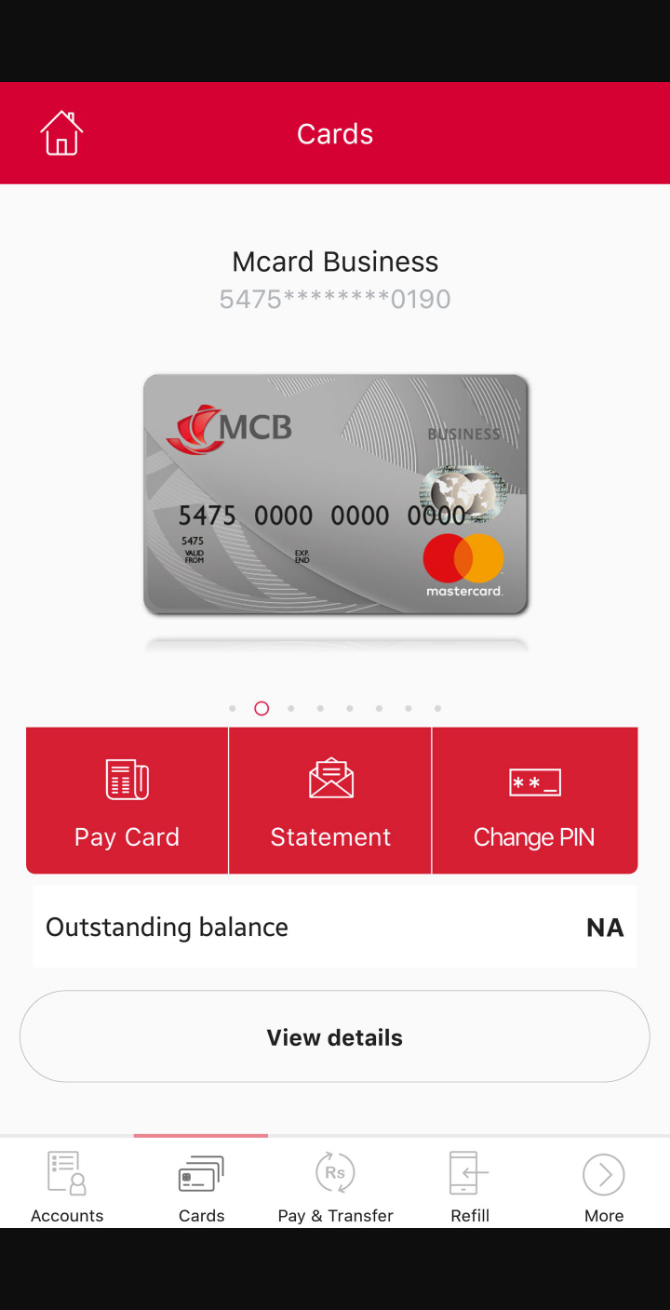 Cards
Mcard Business
5475********0190
MCB
BUSINESS
5475 0000 0000 0000
5475
VALID
FROM
EXP.
END
mastercard.
Pay Card
Statement
**_
Change PIN
Outstanding balance
NA
View details
Rs
Accounts
Cards
Pay & Transfer
Refill
More